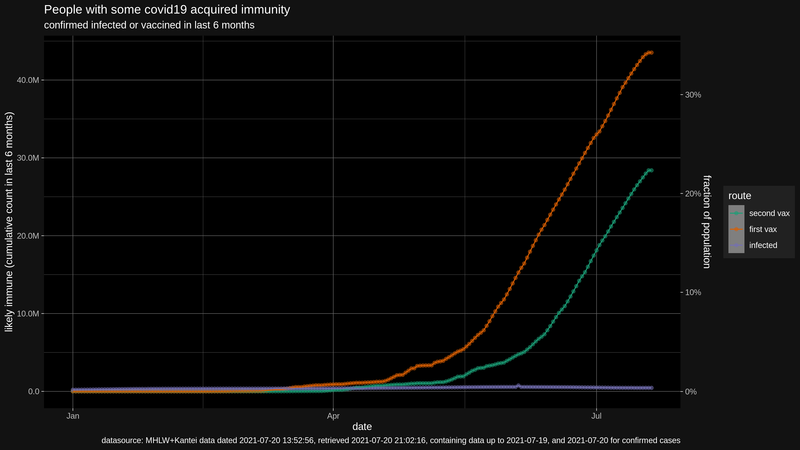 People with some covid19 acquired immunity
confirmed infected or vaccined in last 6 months
likely immune (cumulative count in last 6 months)
40.0M
30.0M
20.0M
10.0M
0.0
Jan
Apr
Jul
date
30%
20%
10%
0%
fraction of population
route
second vax
first vax
infected
datasource: MHLW+Kantei data dated 2021-07-20 13:52:56, retrieved 2021-07-20 21:02:16, containing data up to 2021-07-19, and 2021-07-20 for confirmed cases